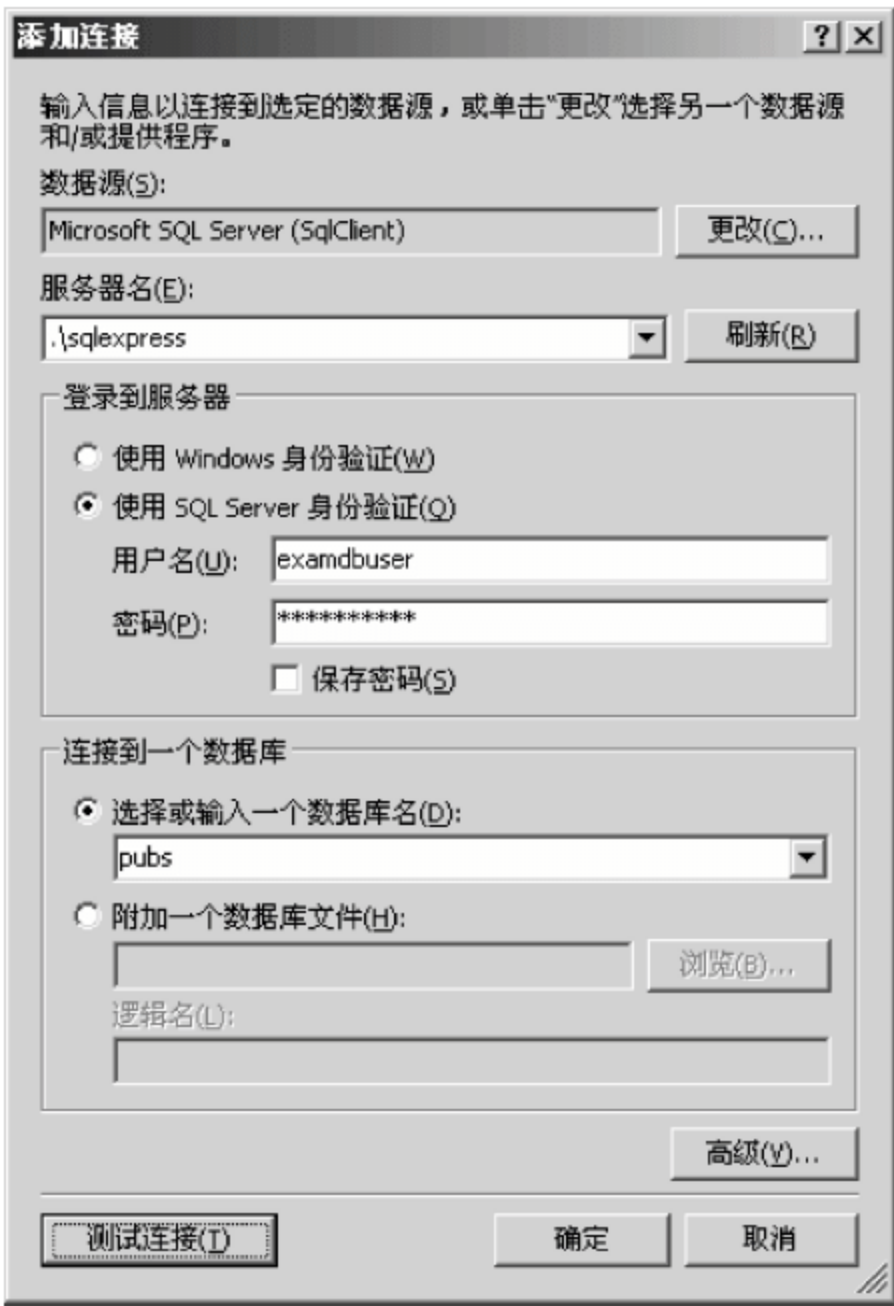 添加连接
输入信息以连接到选定的数据源，或单击“更改”选择另一个数据源
和/或提供程序。
数据源(S):
Microsoft SQL Server (SqlClient)
更改(C)...
服务器名(E):
.\sqlexpress
刷新(R)
登录到服务器
使用 Windows 身份验证(W)
使用 SQL Server 身份验证(Q)
用户名(U):
examdbuser
密码(P):
**********
保存密码(S)
连接到一个数据库
选择或输入一个数据库名(D):
pubs
附加一个数据库文件(H):
浏览(B)...
逻辑名(L):
高级(V)...
测试连接(T)
确定
取消